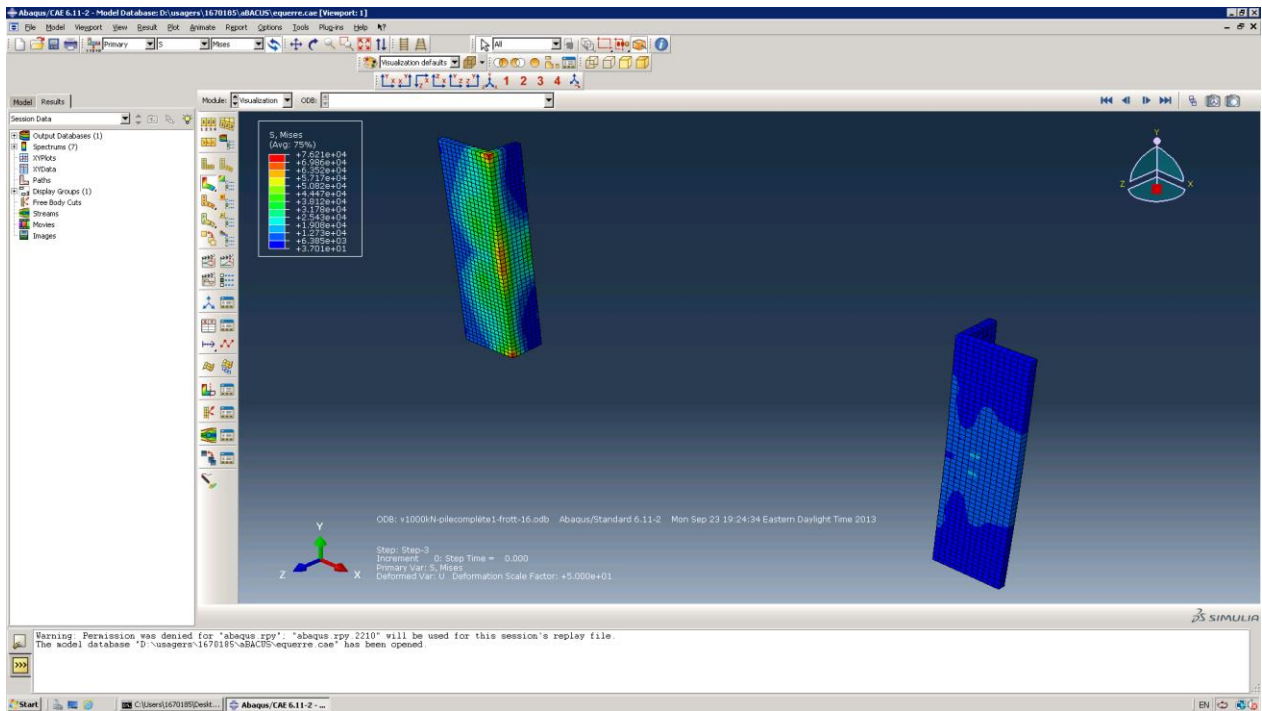 Abaqus/CAE 6.11-2 - Model Database: D:\usagers\1670185\aBACUS\equerre.cae [Viewport: 1]
File Model Viewport View Result Plot Animate Report Options Tools Plug-ins Help
Primary S Mises All
Visualization defaults
1 2 3 4
Model Results Module: Visualization ODB:
Session Data
Output Databases (1)
Spectrums (7)
XYPlots
XYData
Paths
Display Groups (1)
Free Body Cuts
Streams
Movies
Images
S, Mises
(Avg: 75%)
+7.621e+04
+6.986e+04
+6.352e+04
+5.717e+04
+5.082e+04
+4.447e+04
+3.812e+04
+3.178e+04
+2.543e+04
+1.908e+04
+1.273e+04
+6.385e+03
+3.701e+01
Y
Z X
ODB: v1000kN-pilecomplète1-frott-16.odb Abaqus/Standard 6.11-2 Mon Sep 23 19:24:34 Eastern Daylight Time 2013
Y
Z X
Step: Step-3
Increment 0: Step Time = 0.000
Primary Var: S, Mises
Deformed Var: U Deformation Scale Factor: +5.000e+01
SIMULIA
Warning: Permission was denied for "abaqus.rpy"; "abaqus.rpy.2210" will be used for this session's replay file.
The model database "D:\usagers\1670185\aBACUS\equerre.cae" has been opened.
Start C:\Users\1670185\Deskt... Abaqus/CAE 6.11-2 - ... EN